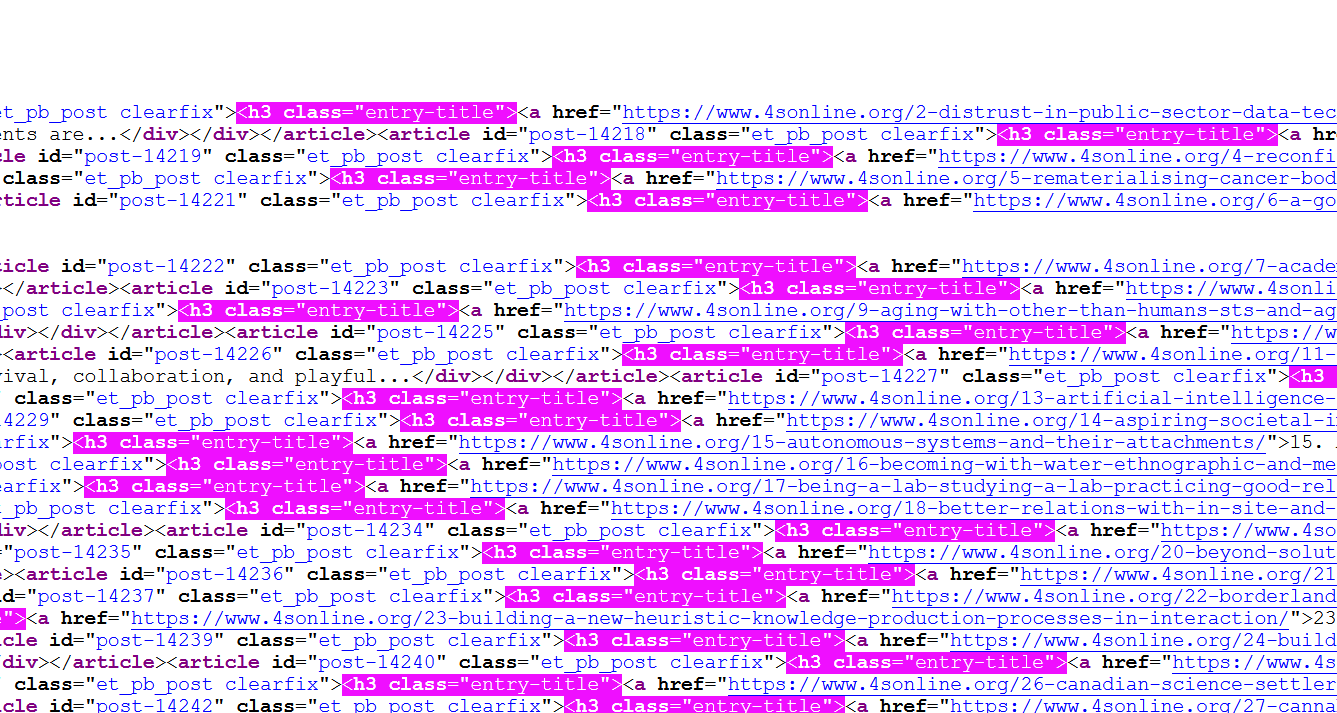 et_pb_post clearfix"><h3 class="entry-title"><a href="https://www.4sonline.org/2-distrust-in-public-sector-data-tec
ents are...</div></div></article><article id="post-14218" class="et_pb_post clearfix"><h3 class="entry-title"><a hr
cle id="post-14219" class="et_pb_post clearfix"><h3 class="entry-title"><a href="https://www.4sonline.org/4-reconfi
class="et_pb_post clearfix"><h3 class="entry-title"><a href="https://www.4sonline.org/5-rematerialising-cancer-bod
rticle id="post-14221" class="et_pb_post clearfix"><h3 class="entry-title"><a href="https://www.4sonline.org/6-a-go
ticle id="post-14222" class="et_pb_post clearfix"><h3 class="entry-title"><a href="https://www.4sonline.org/7-acade
></article><article id="post-14223" class="et_pb_post clearfix"><h3 class="entry-title"><a href="https://www.4sonli
post clearfix"><h3 class="entry-title"><a href="https://www.4sonline.org/9-aging-with-other-than-humans-sts-and-ag
div></div></article><article id="post-14225" class="et_pb_post clearfix"><h3 class="entry-title"><a href="https://w
><article id="post-14226" class="et_pb_post clearfix"><h3 class="entry-title"><a href="https://www.4sonline.org/11-
vival, collaboration, and playful...</div></div></article><article id="post-14227" class="et_pb_post clearfix"><h3
class="et_pb_post clearfix"><h3 class="entry-title"><a href="https://www.4sonline.org/13-artificial-intelligence-
14229" class="et_pb_post clearfix"><h3 class="entry-title"><a href="https://www.4sonline.org/14-aspiring-societal-i
rfix"><h3 class="entry-title"><a href="https://www.4sonline.org/15-autonomous-systems-and-their-attachments/">15.
ost clearfix"><h3 class="entry-title"><a href="https://www.4sonline.org/16-becoming-with-water-ethnographic-and-me
earfix"><h3 class="entry-title"><a href="https://www.4sonline.org/17-being-a-lab-studying-a-lab-practicing-good-rel
_pb_post clearfix"><h3 class="entry-title"><a href="https://www.4sonline.org/18-better-relations-with-in-site-and-
div></article><article id="post-14234" class="et_pb_post clearfix"><h3 class="entry-title"><a href="https://www.4so
="post-14235" class="et_pb_post clearfix"><h3 class="entry-title"><a href="https://www.4sonline.org/20-beyond-solut
><article id="post-14236" class="et_pb_post clearfix"><h3 class="entry-title"><a href="https://www.4sonline.org/21
id="post-14237" class="et_pb_post clearfix"><h3 class="entry-title"><a href="https://www.4sonline.org/22-borderland
e"><a href="https://www.4sonline.org/23-building-a-new-heuristic-knowledge-production-processes-in-interaction/">23
cle id="post-14239" class="et_pb_post clearfix"><h3 class="entry-title"><a href="https://www.4sonline.org/24-build
/div></article><article id="post-14240" class="et_pb_post clearfix"><h3 class="entry-title"><a href="https://www.4s
class="et_pb_post clearfix"><h3 class="entry-title"><a href="https://www.4sonline.org/26-canadian-science-settler
cle id="post-14242" class="et_pb_post clearfix"><h3 class="entry-title"><a href="https://www.4sonline.org/27-canna